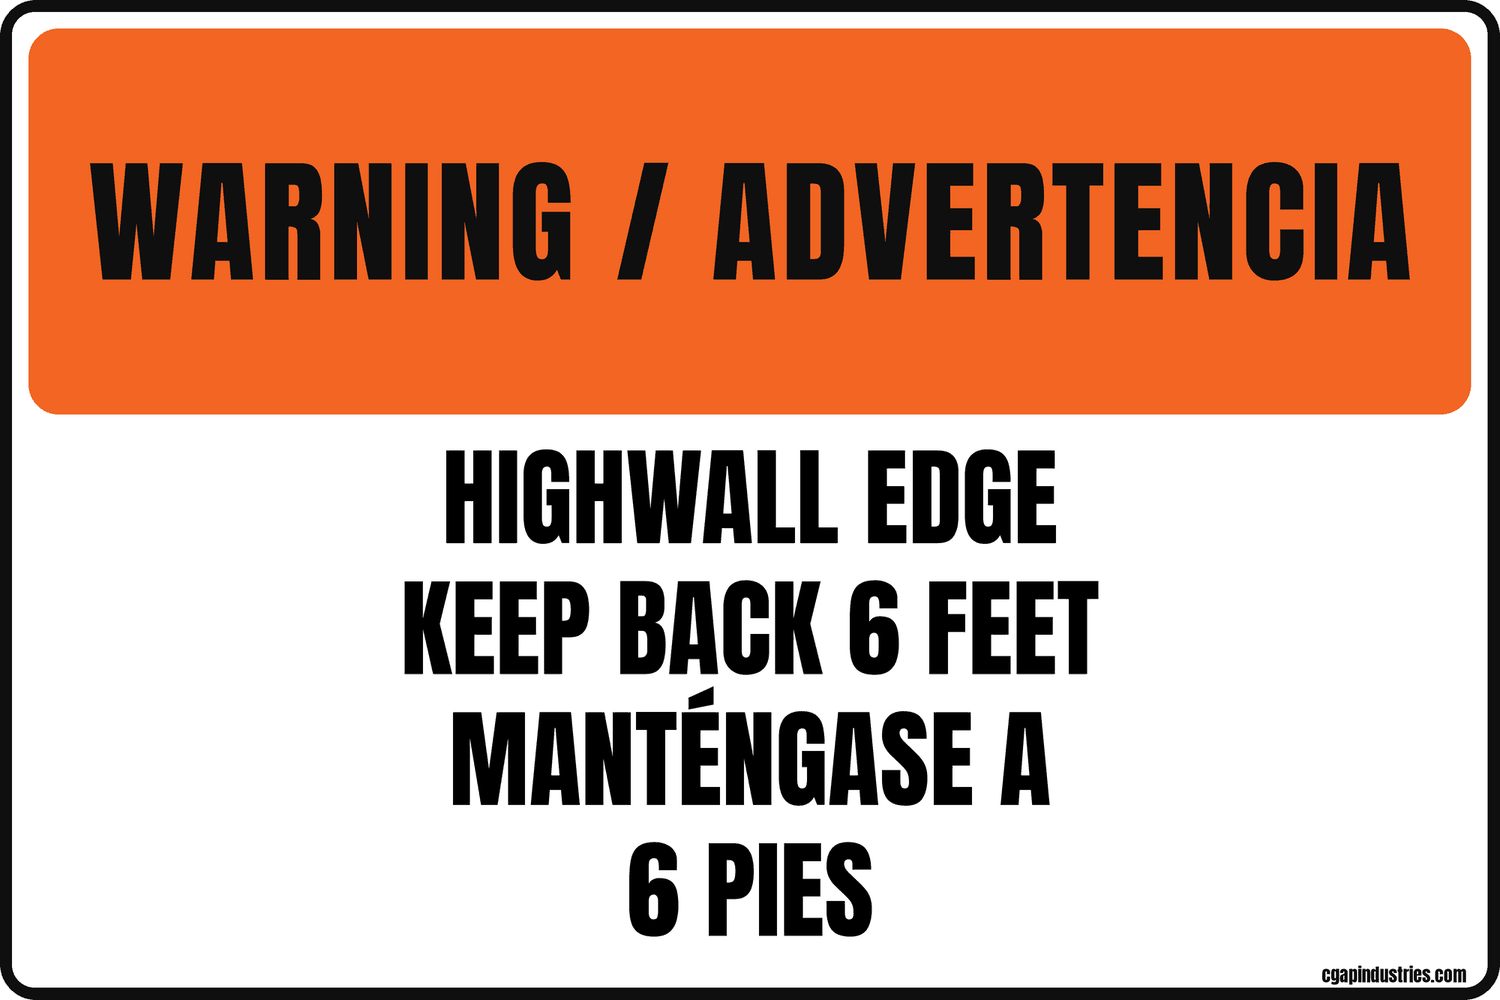 WARNING / ADVERTENCIA
HIGHWALL EDGE
KEEP BACK 6 FEET
MANTÉNGASE A
6 PIES
cgapindustries.com